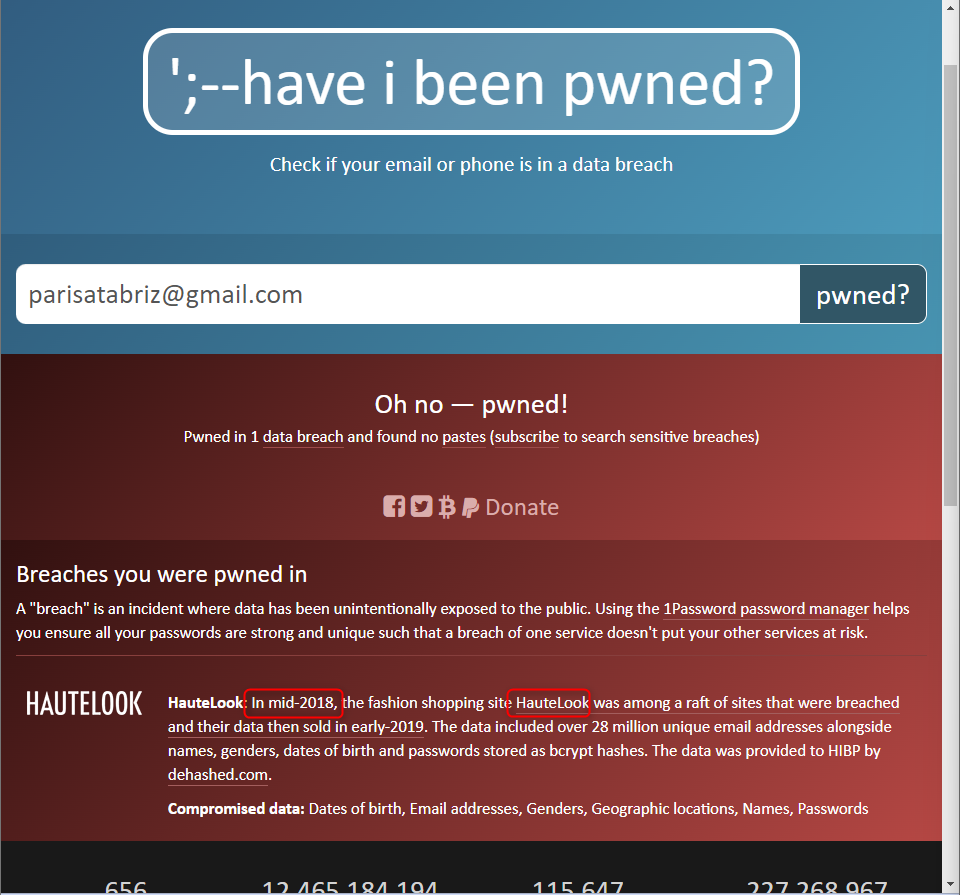 ';--have i been pwned?
Check if your email or phone is in a data breach
parisatabriz@gmail.com
pwned?
Oh no — pwned!
Pwned in 1 data breach and found no pastes (subscribe to search sensitive breaches)
Donate
Breaches you were pwned in
A "breach" is an incident where data has been unintentionally exposed to the public. Using the 1Password password manager helps
you ensure all your passwords are strong and unique such that a breach of one service doesn't put your other services at risk.
HAUTELOOK
HauteLook: In mid-2018, the fashion shopping site HauteLook was among a raft of sites that were breached
and their data then sold in early-2019. The data included over 28 million unique email addresses alongside
names, genders, dates of birth and passwords stored as bcrypt hashes. The data was provided to HIBP by
dehashed.com.
Compromised data: Dates of birth, Email addresses, Genders, Geographic locations, Names, Passwords
656 12,465,184,194 115,647 227,268,967